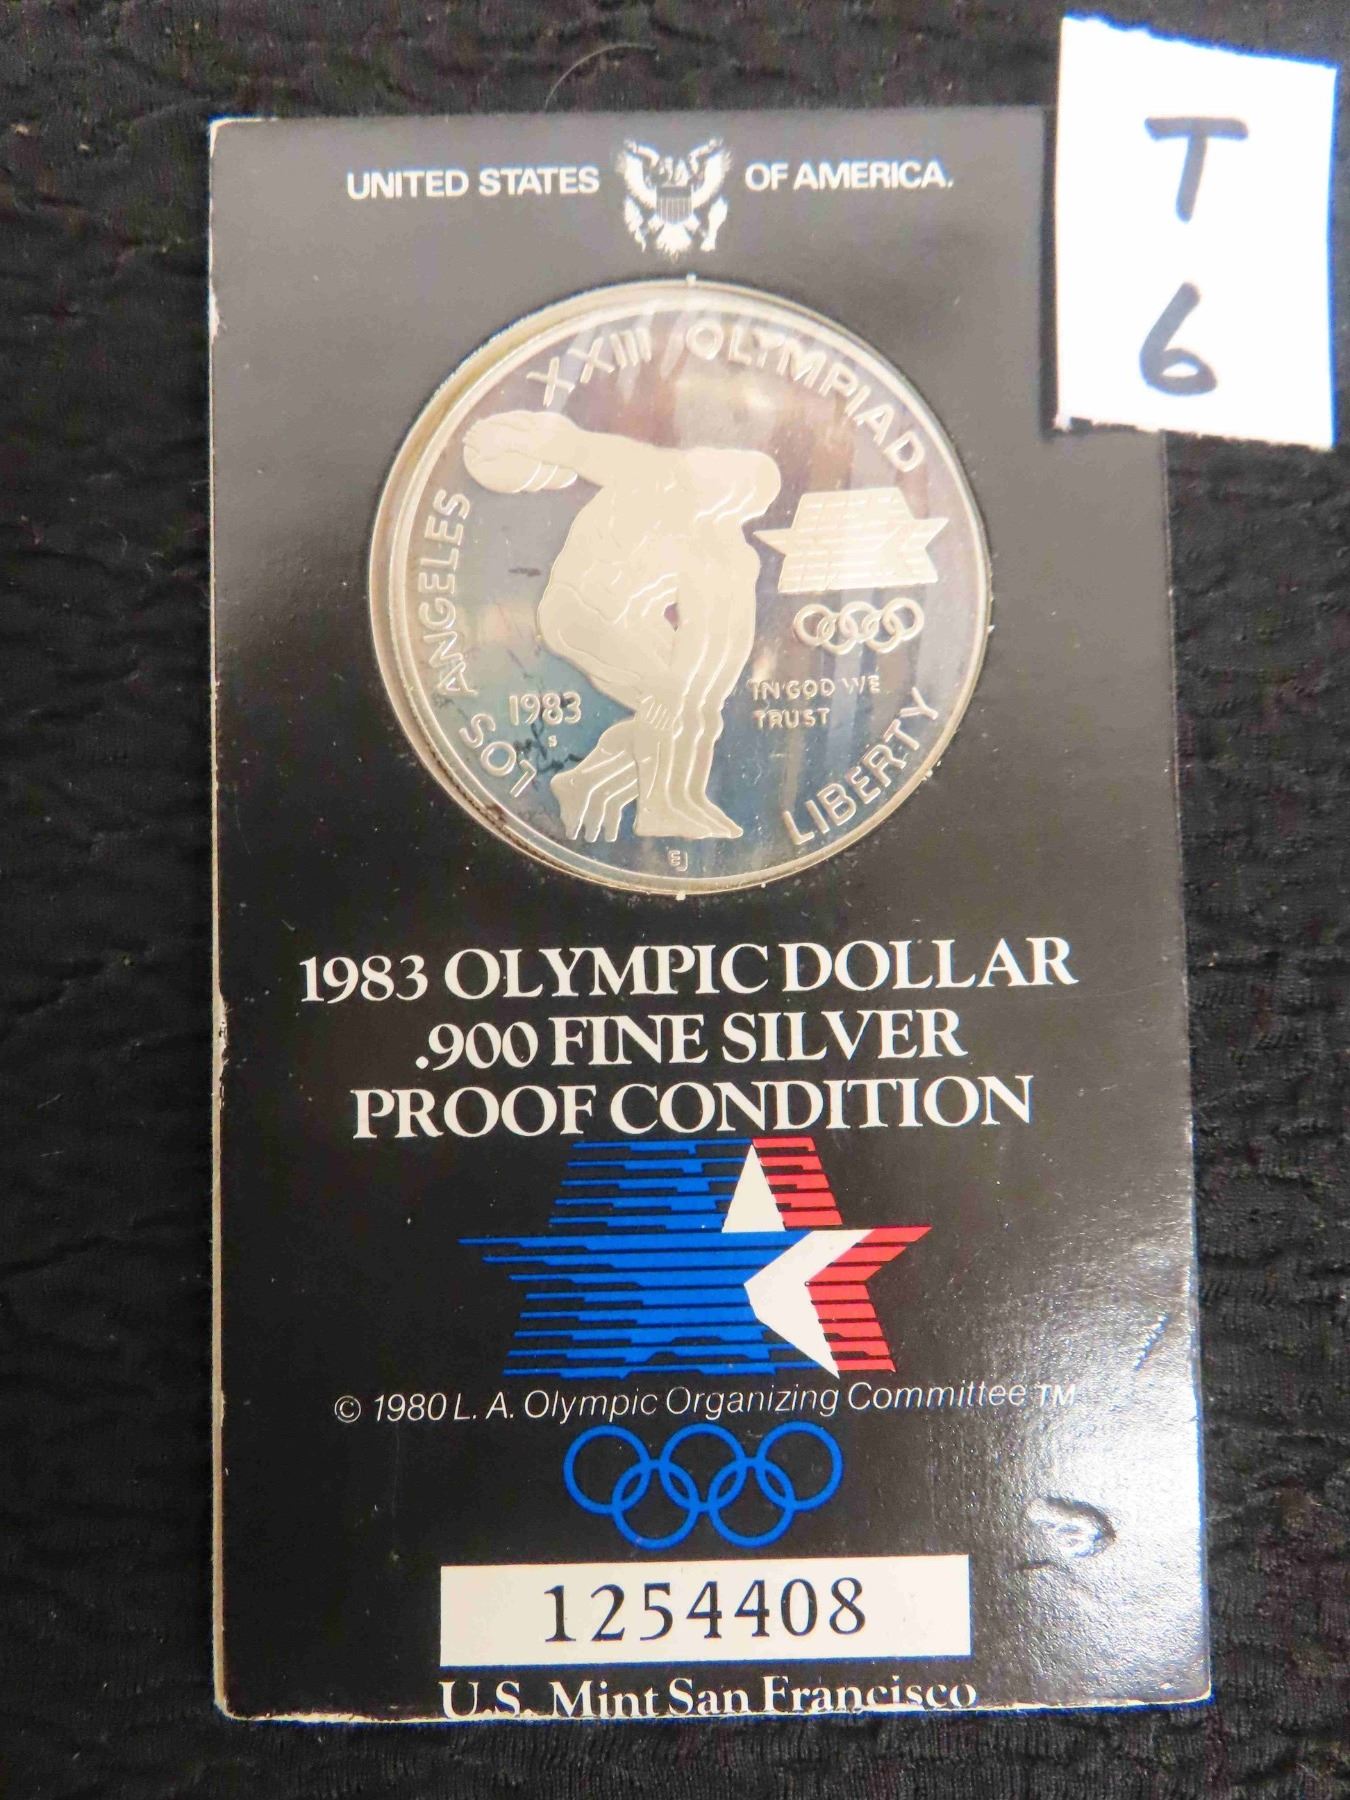 T
6
UNITED STATES OF AMERICA.
XXIII OLYMPIAD
LOS ANGELES
1983
S
IN GOD WE
TRUST
LIBERTY
EJ
1983 OLYMPIC DOLLAR
.900 FINE SILVER
PROOF CONDITION
© 1980 L. A. Olympic Organizing Committee TM
1254408
U.S. Mint San Francisco